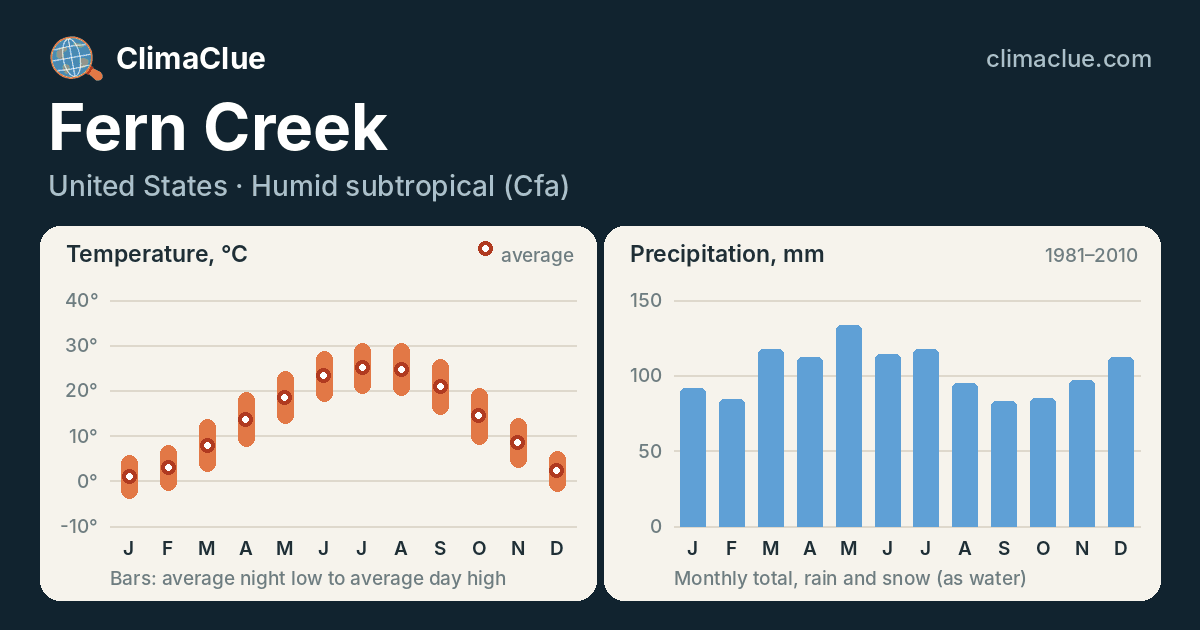 ClimaClue
climaclue.com
Fern Creek
United States · Humid subtropical (Cfa)
Temperature, °C
average
40°
30°
20°
10°
0°
-10°
J F M A M J J A S O N D
Bars: average night low to average day high
Precipitation, mm
1981–2010
150
100
50
0
J F M A M J J A S O N D
Monthly total, rain and snow (as water)